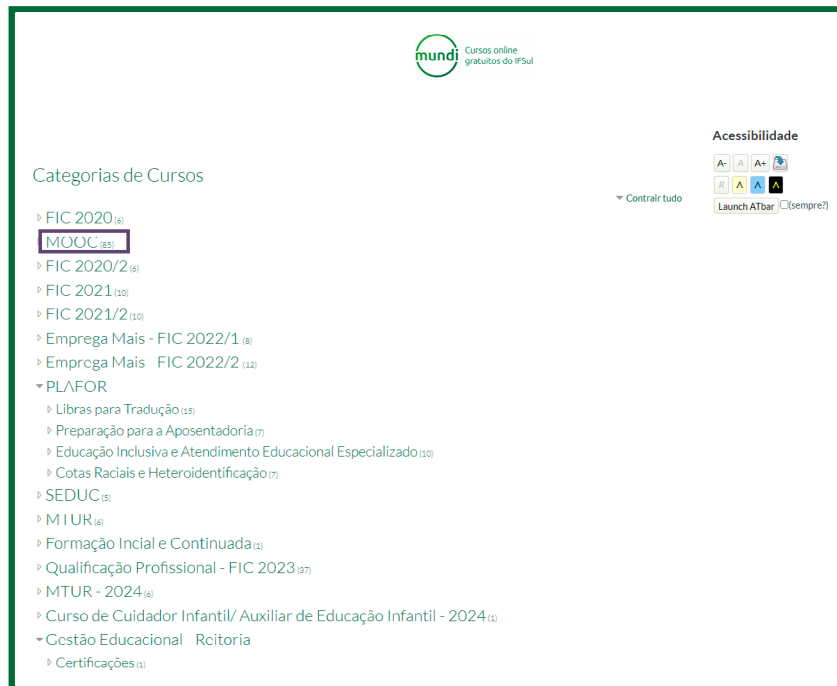 mundi Cursos online
gratuitos do IFSul
Acessibilidade
A- A A+
R A A A
Launch ATbar (sempre?)
Categorias de Cursos
Contrair tudo
FIC 2020 (6)
MOOC (85)
FIC 2020/2 (6)
FIC 2021 (10)
FIC 2021/2 (10)
Emprega Mais - FIC 2022/1 (8)
Emprega Mais FIC 2022/2 (12)
PLAFOR
Libras para Tradução (15)
Preparação para a Aposentadoria (7)
Educação Inclusiva e Atendimento Educacional Especializado (10)
Cotas Raciais e Heteroidentificação (7)
SEDUC (5)
MTUR (6)
Formação Incial e Continuada (1)
Qualificação Profissional - FIC 2023 (37)
MTUR - 2024 (6)
Curso de Cuidador Infantil/ Auxiliar de Educação Infantil - 2024 (1)
Gestão Educacional Reitoria
Certificações (1)